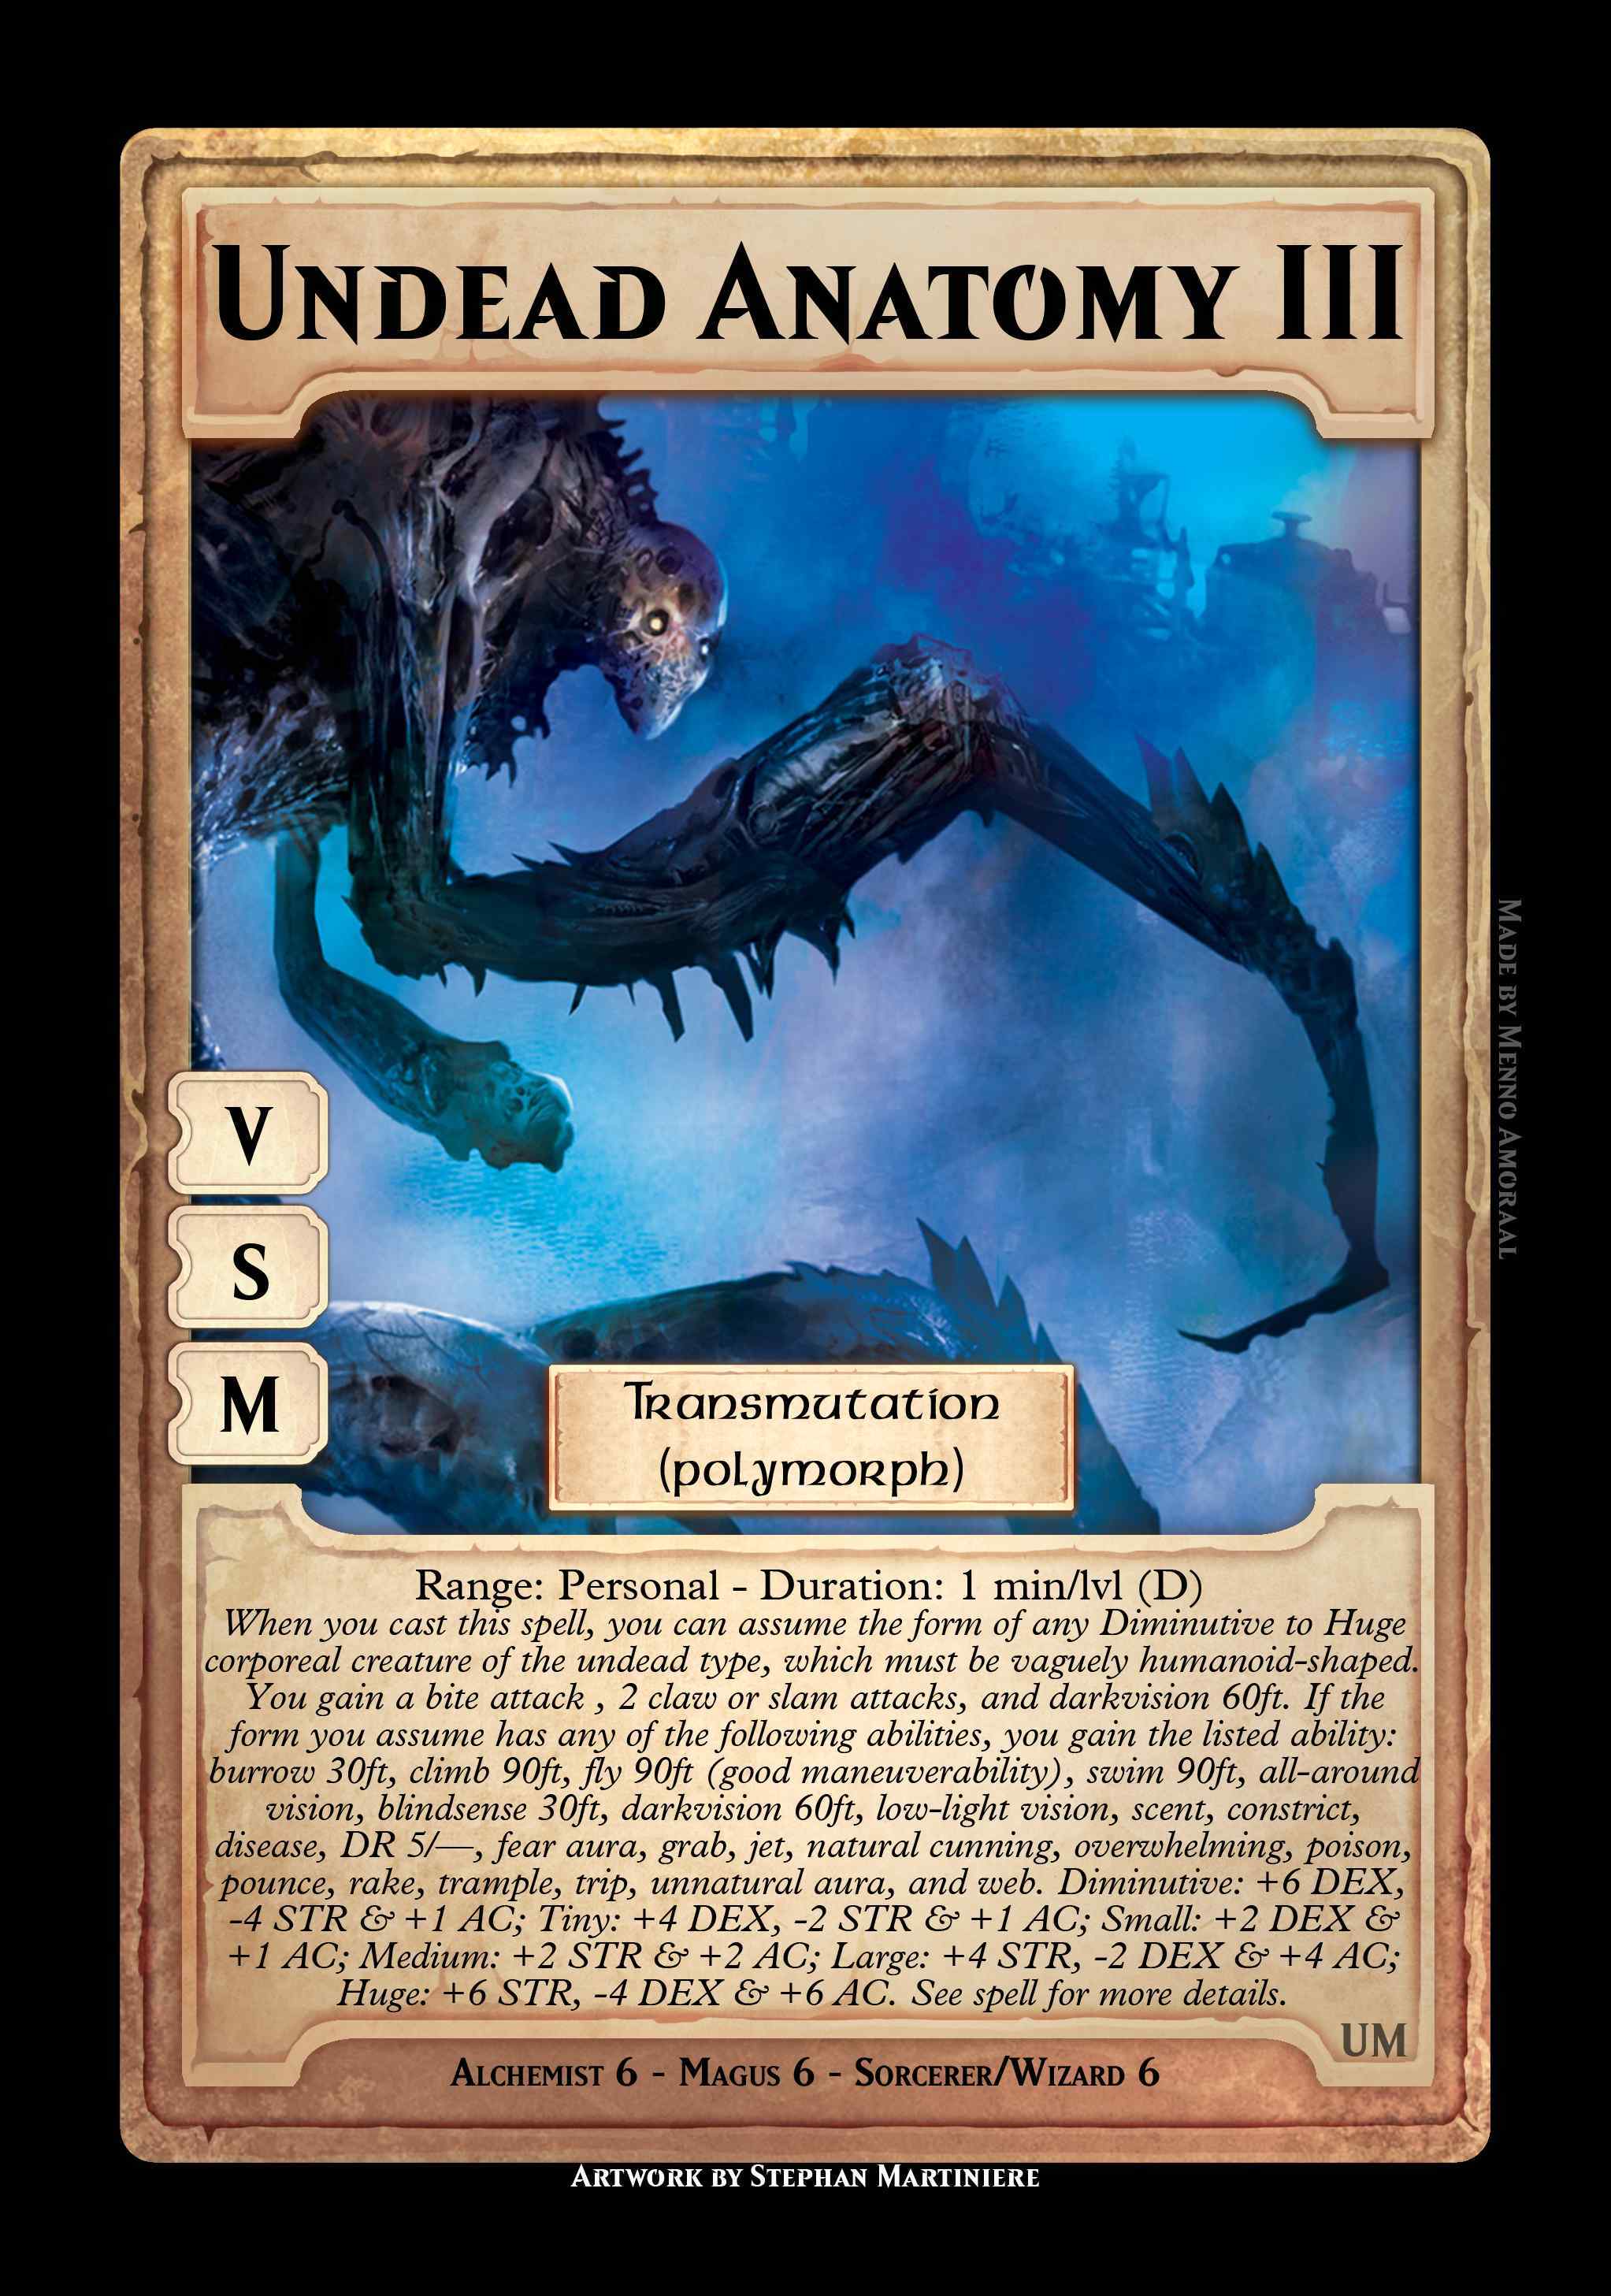 Undead Anatomy III
V
S
M
Transmutation
(polymorph)
Range: Personal - Duration: 1 min/lvl (D)
When you cast this spell, you can assume the form of any Diminutive to Huge
corporeal creature of the undead type, which must be vaguely humanoid-shaped.
You gain a bite attack , 2 claw or slam attacks, and darkvision 60ft. If the
form you assume has any of the following abilities, you gain the listed ability:
burrow 30ft, climb 90ft, fly 90ft (good maneuverability), swim 90ft, all-around
vision, blindsense 30ft, darkvision 60ft, low-light vision, scent, constrict,
disease, DR 5/—, fear aura, grab, jet, natural cunning, overwhelming, poison,
pounce, rake, trample, trip, unnatural aura, and web. Diminutive: +6 DEX,
-4 STR & +1 AC; Tiny: +4 DEX, -2 STR & +1 AC; Small: +2 DEX &
+1 AC; Medium: +2 STR & +2 AC; Large: +4 STR, -2 DEX & +4 AC;
Huge: +6 STR, -4 DEX & +6 AC. See spell for more details.
UM
Alchemist 6 - Magus 6 - Sorcerer/Wizard 6
Artwork by Stephan Martiniere
Made by Menno Amoraal